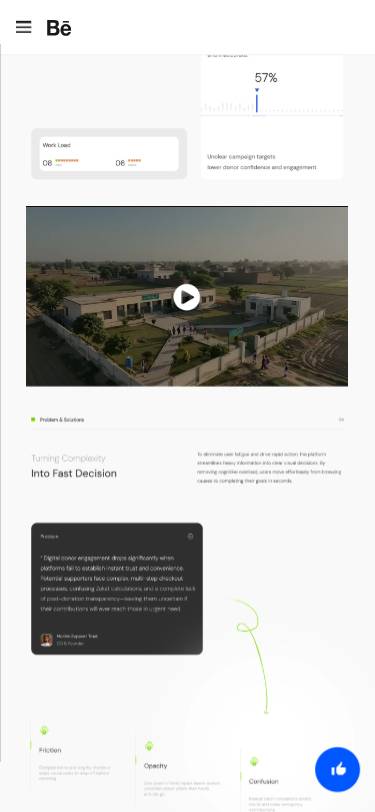 Bē
57%
Work Load
08
06
Unclear campaign targets
lower donor confidence and engagement
Problem & Solutions
Turning Complexity
Into Fast Decision
To eliminate user fatigue and drive rapid action, the platform
streamlines heavy information into clear visual decisions. By
removing cognitive overload, users move effortlessly from browsing
causes to completing their goals in seconds.
" Digital donor engagement drops significantly when
platforms fail to establish instant trust and convenience.
Potential supporters face complex, multi-step checkout
processes, confusing Zakat calculations, and a complete lack
of post-donation transparency—leaving them uncertain if
their contributions will ever reach those in urgent need.
Trust
CEO & Founder
Friction
Opacity
Confusion